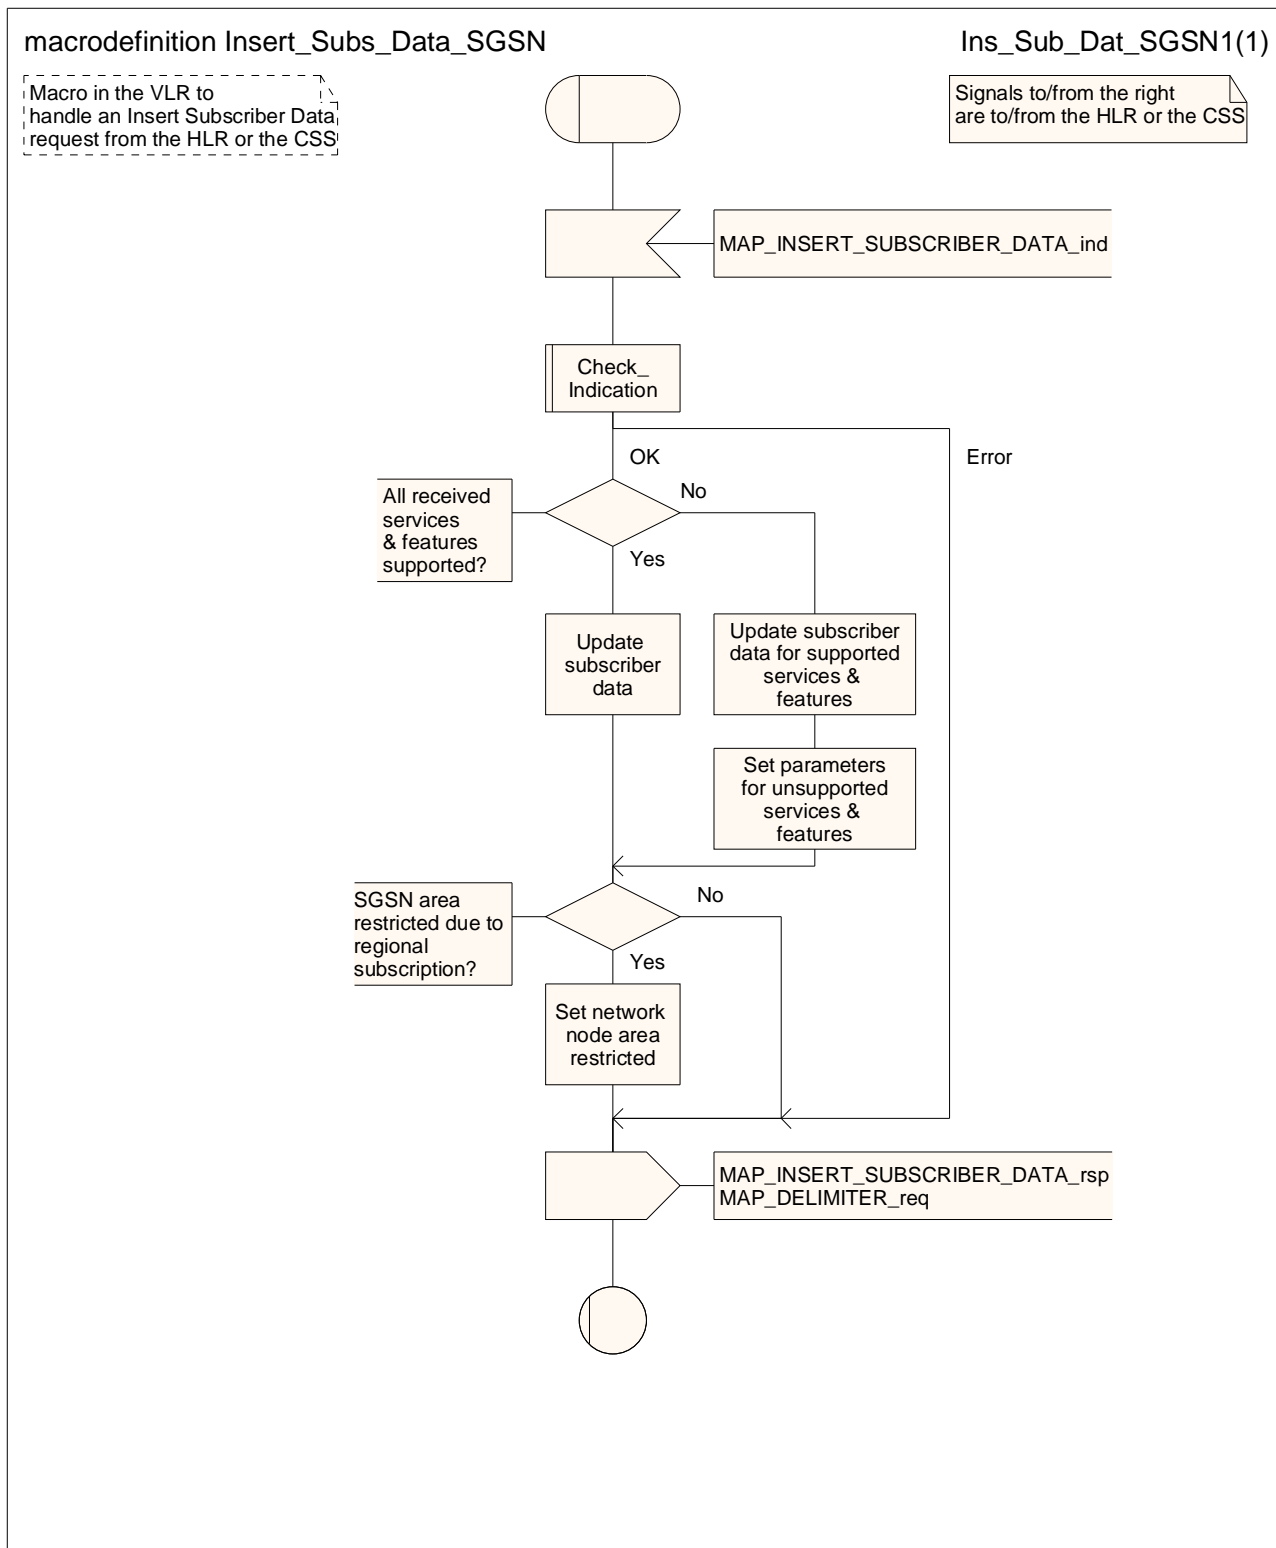 macrodefinition Insert_Subs_Data_SGSN
Ins_Sub_Dat_SGSN1(1)
Macro in the VLR to
handle an Insert Subscriber Data
request from the HLR or the CSS
Signals to/from the right
are to/from the HLR or the CSS
MAP_INSERT_SUBSCRIBER_DATA_ind
Check_
Indication
OK
Error
All received
services
& features
supported?
No
Yes
Update
subscriber
data
Update subscriber
data for supported
services &
features
Set parameters
for unsupported
services &
features
SGSN area
restricted due to
regional
subscription?
No
Yes
Set network
node area
restricted
MAP_INSERT_SUBSCRIBER_DATA_rsp
MAP_DELIMITER_req